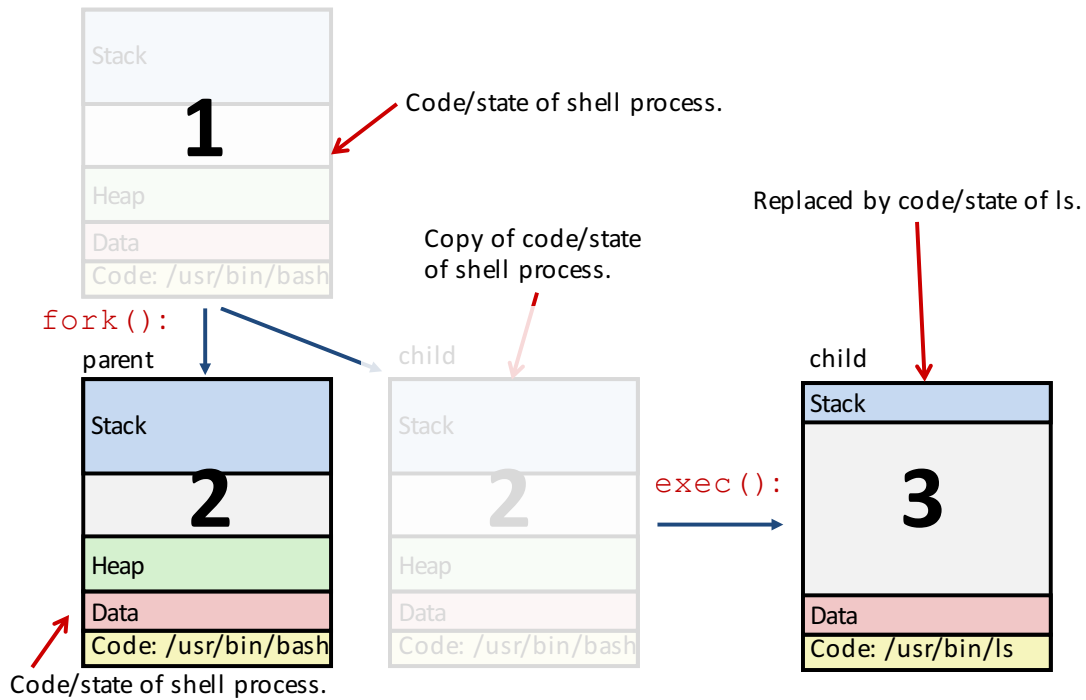 Stack
1
Code/state of shell process.
Heap
Data
Code: /usr/bin/bash
Replaced by code/state of ls.
Copy of code/state
of shell process.
fork():
parent
child
child
Stack
2
Heap
Data
Code: /usr/bin/bash
Stack
2
Heap
Data
Code: /usr/bin/bash
exec():
Stack
3
Data
Code: /usr/bin/ls
Code/state of shell process.